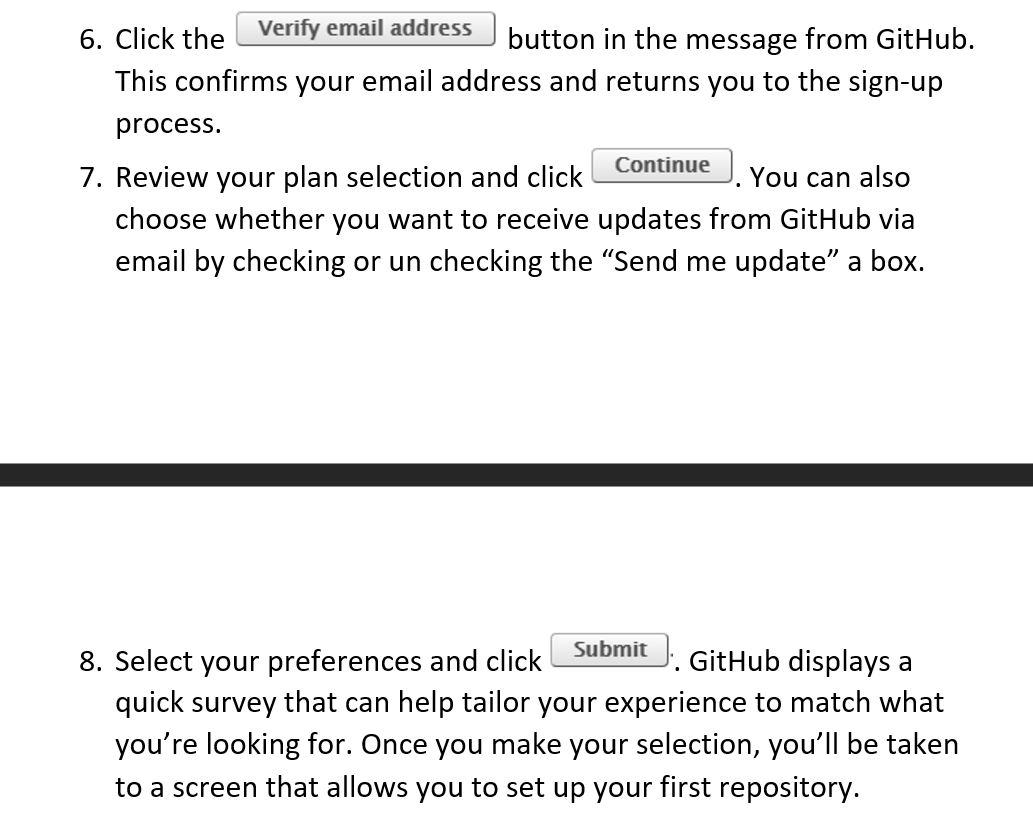 6. Click the Verify email address button in the message from GitHub.
This confirms your email address and returns you to the sign-up
process.
7. Review your plan selection and click Continue. You can also
choose whether you want to receive updates from GitHub via
email by checking or un checking the “Send me update” a box.
8. Select your preferences and click Submit. GitHub displays a
quick survey that can help tailor your experience to match what
you’re looking for. Once you make your selection, you’ll be taken
to a screen that allows you to set up your first repository.